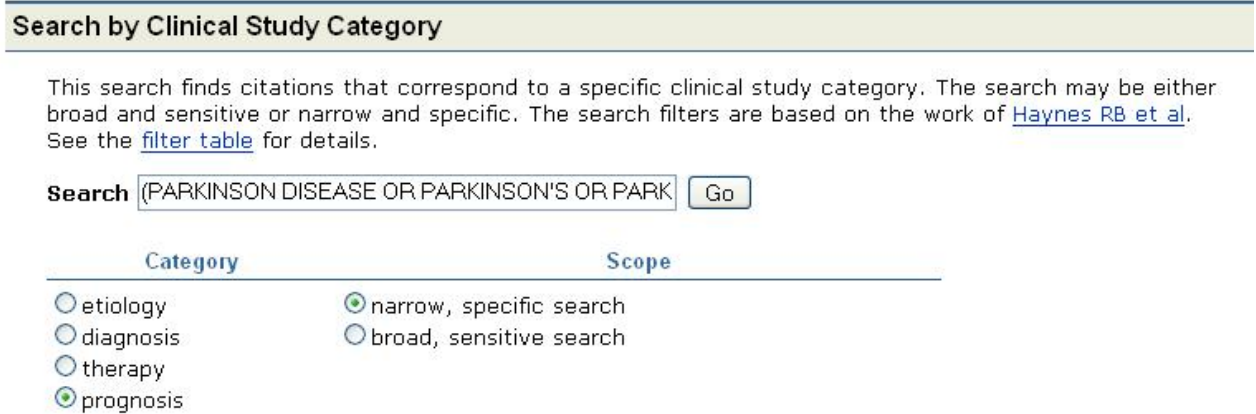 Search by Clinical Study Category
This search finds citations that correspond to a specific clinical study category. The search may be either
broad and sensitive or narrow and specific. The search filters are based on the work of Haynes RB et al.
See the filter table for details.
Search (PARKINSON DISEASE OR PARKINSON'S OR PARK Go
Category Scope
etiology narrow, specific search
diagnosis broad, sensitive search
therapy
prognosis